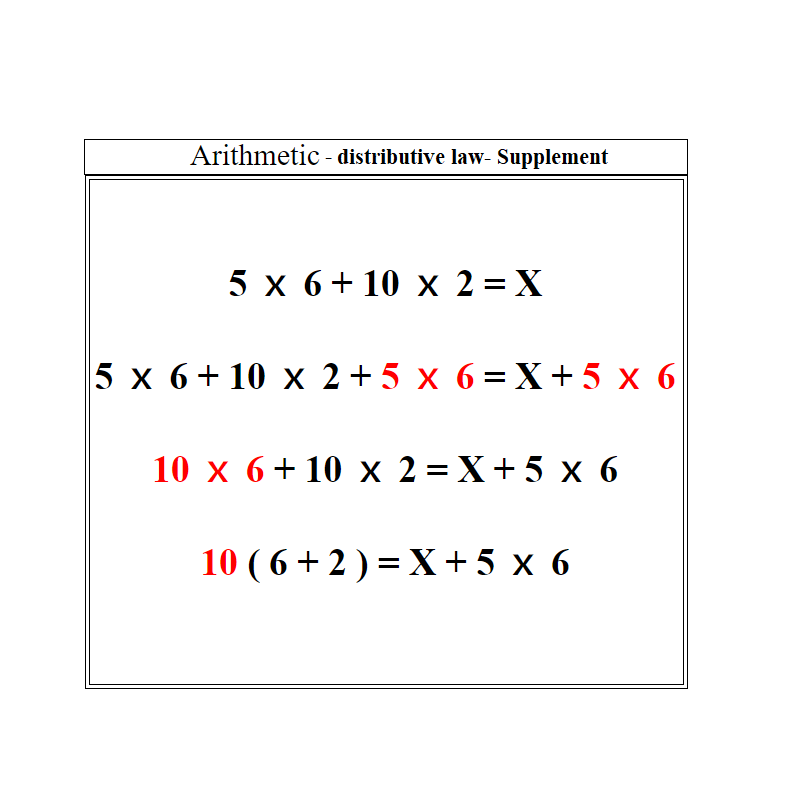 Arithmetic - distributive law- Supplement
5 x 6 + 10 x 2 = X
5 x 6 + 10 x 2 + 5 x 6 = X + 5 x 6
10 x 6 + 10 x 2 = X + 5 x 6
10 ( 6 + 2 ) = X + 5 x 6